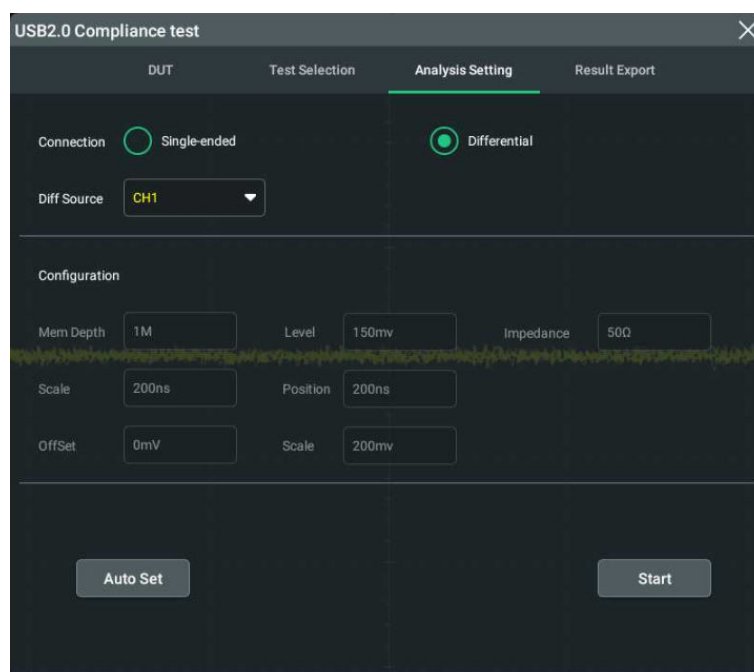 USB2.0 Compliance test
DUT Test Selection Analysis Setting Result Export
Connection Single-ended Differential
Diff Source CH1
Configuration
Mem Depth 1M Level 150mv Impedance 50Ω
Scale 200ns Position 200ns
OffSet 0mV Scale 200mv
Auto Set Start